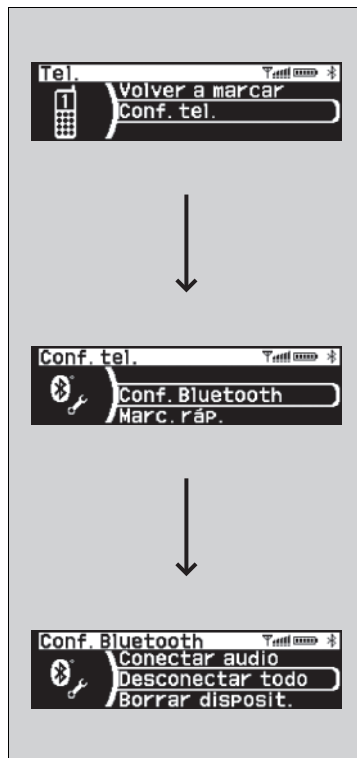 Tel.
Volver a marcar
Conf. tel.
1
Conf. tel.
Conf. Bluetooth
Marc. ráp.
Conf. Bluetooth
Conectar audio
Desconectar todo
Borrar disposit.